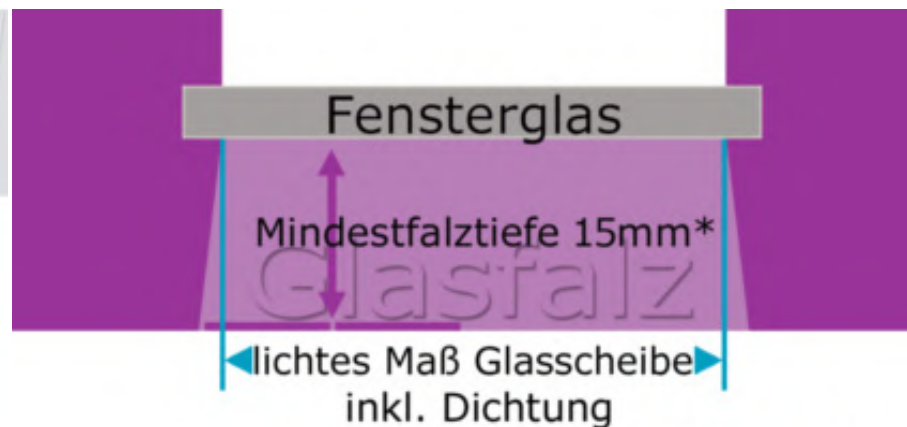 Fensterglas
Mindestfalztiefe 15mm*
Glasfalz
lichtes Maß Glasscheibe
inkl. Dichtung